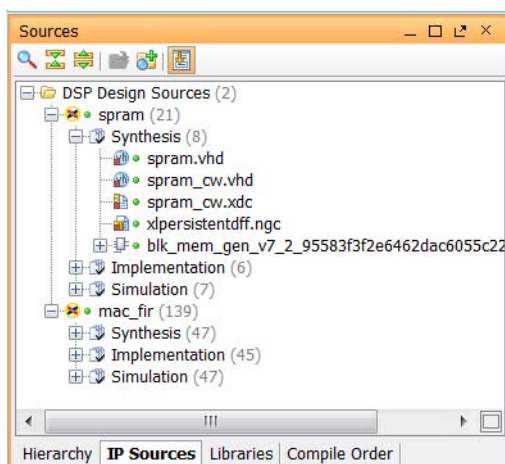 Sources
DSP Design Sources (2)
spram (21)
Synthesis (8)
spram.vhd
spram_cw.vhd
spram_cw.xdc
xlpersistentdff.ngc
blk_mem_gen_v7_2_95583f3f2e6462dac6055c22
Implementation (6)
Simulation (7)
mac_fir (139)
Synthesis (47)
Implementation (45)
Simulation (47)
Hierarchy IP Sources Libraries Compile Order